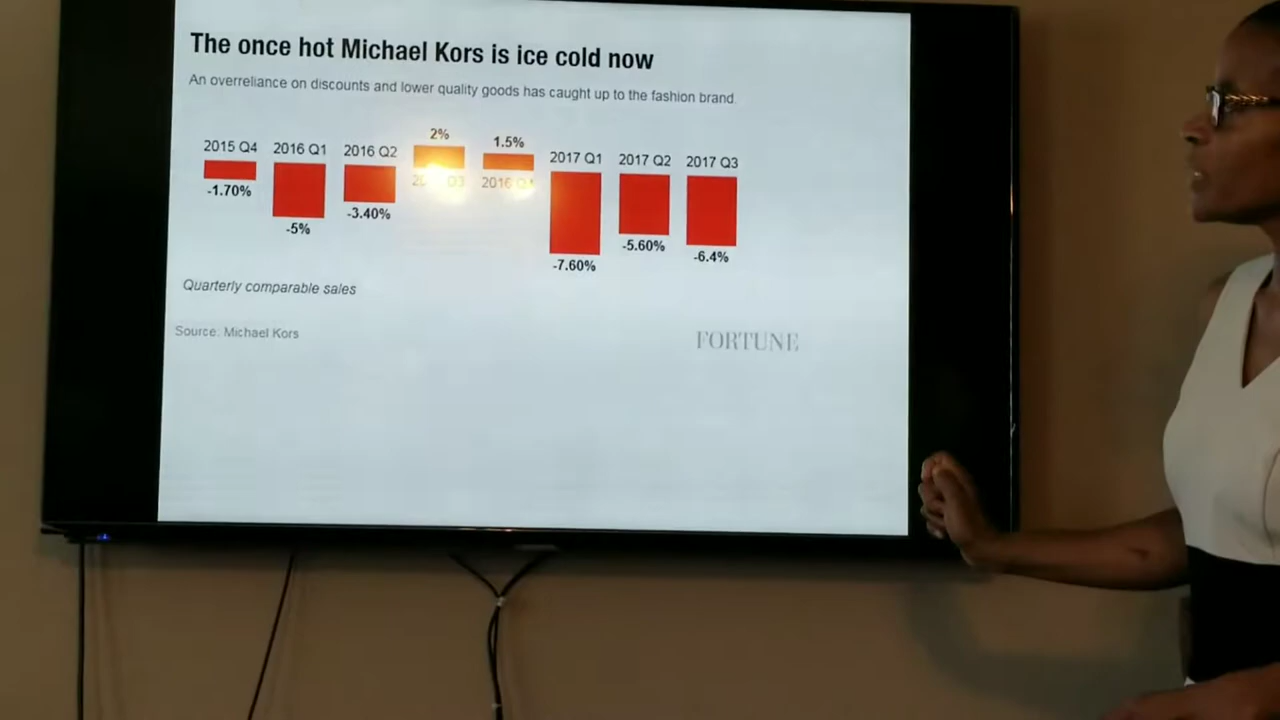 The once hot Michael Kors is ice cold now
An overreliance on discounts and lower quality goods has caught up to the fashion brand.
2% 1.5%
2015 Q4 2016 Q1 2016 Q2 2017 Q1 2017 Q2 2017 Q3
2016
-1.70% -5% -3.40% -7.60% -5.60% -6.4%
Quarterly comparable sales
Source: Michael Kors
FORTUNE